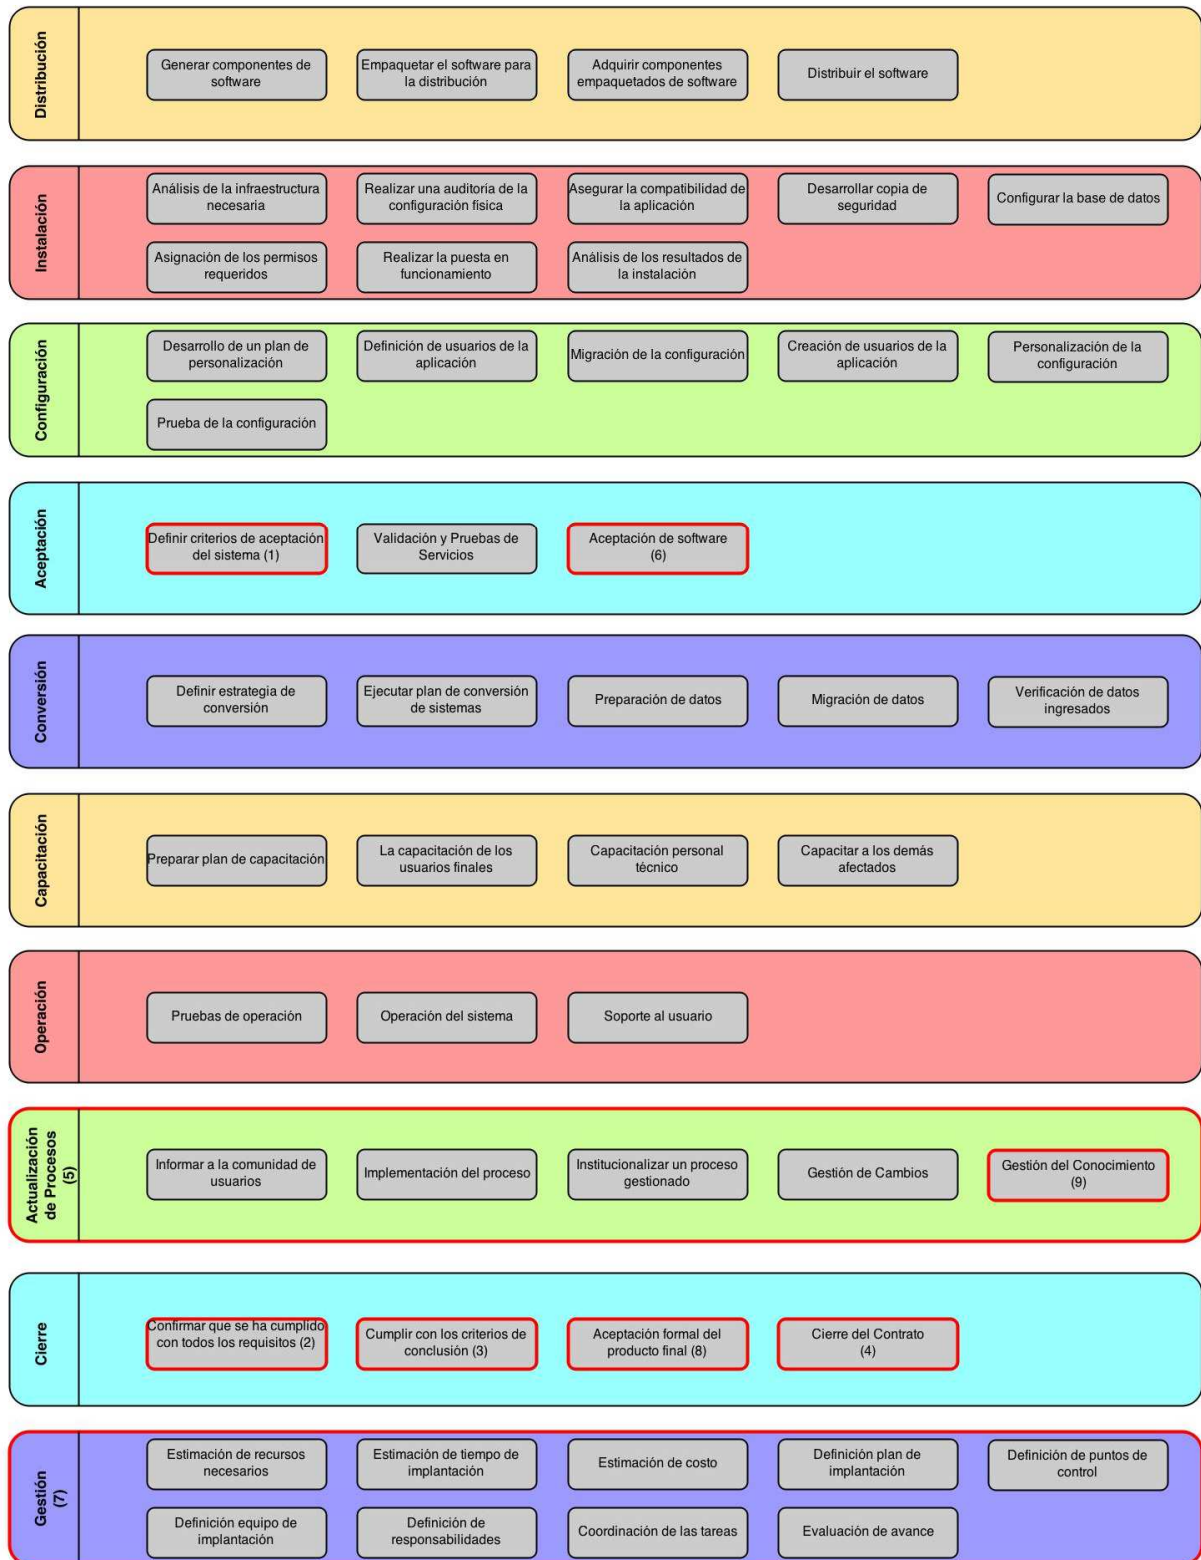 Distribución
Generar componentes de
software
Empaquetar el software para
la distribución
Adquirir componentes
empaquetados de software
Distribuir el software
Instalación
Análisis de la infraestructura
necesaria
Realizar una auditoría de la
configuración física
Asegurar la compatibilidad de
la aplicación
Desarrollar copia de
seguridad
Configurar la base de datos
Asignación de los permisos
requeridos
Realizar la puesta en
funcionamiento
Análisis de los resultados de
la instalación
Configuración
Desarrollo de un plan de
personalización
Definición de usuarios de la
aplicación
Migración de la configuración
Creación de usuarios de la
aplicación
Personalización de la
configuración
Prueba de la configuración
Aceptación
Definir criterios de aceptación
del sistema (1)
Validación y Pruebas de
Servicios
Aceptación de software
(6)
Conversión
Definir estrategia de
conversión
Ejecutar plan de conversión
de sistemas
Preparación de datos
Migración de datos
Verificación de datos
ingresados
Capacitación
Preparar plan de capacitación
La capacitación de los
usuarios finales
Capacitación personal
técnico
Capacitar a los demás
afectados
Operación
Pruebas de operación
Operación del sistema
Soporte al usuario
Actualización
de Procesos
(5)
Informar a la comunidad de
usuarios
Implementación del proceso
Institucionalizar un proceso
gestionado
Gestión de Cambios
Gestión del Conocimiento
(9)
Cierre
Confirmar que se ha cumplido
con todos los requisitos (2)
Cumplir con los criterios de
conclusión (3)
Aceptación formal del
producto final (8)
Cierre del Contrato
(4)
Gestión
(7)
Estimación de recursos
necesarios
Estimación de tiempo de
implantación
Estimación de costo
Definición plan de
implantación
Definición de puntos de
control
Definición equipo de
implantación
Definición de
responsabilidades
Coordinación de las tareas
Evaluación de avance